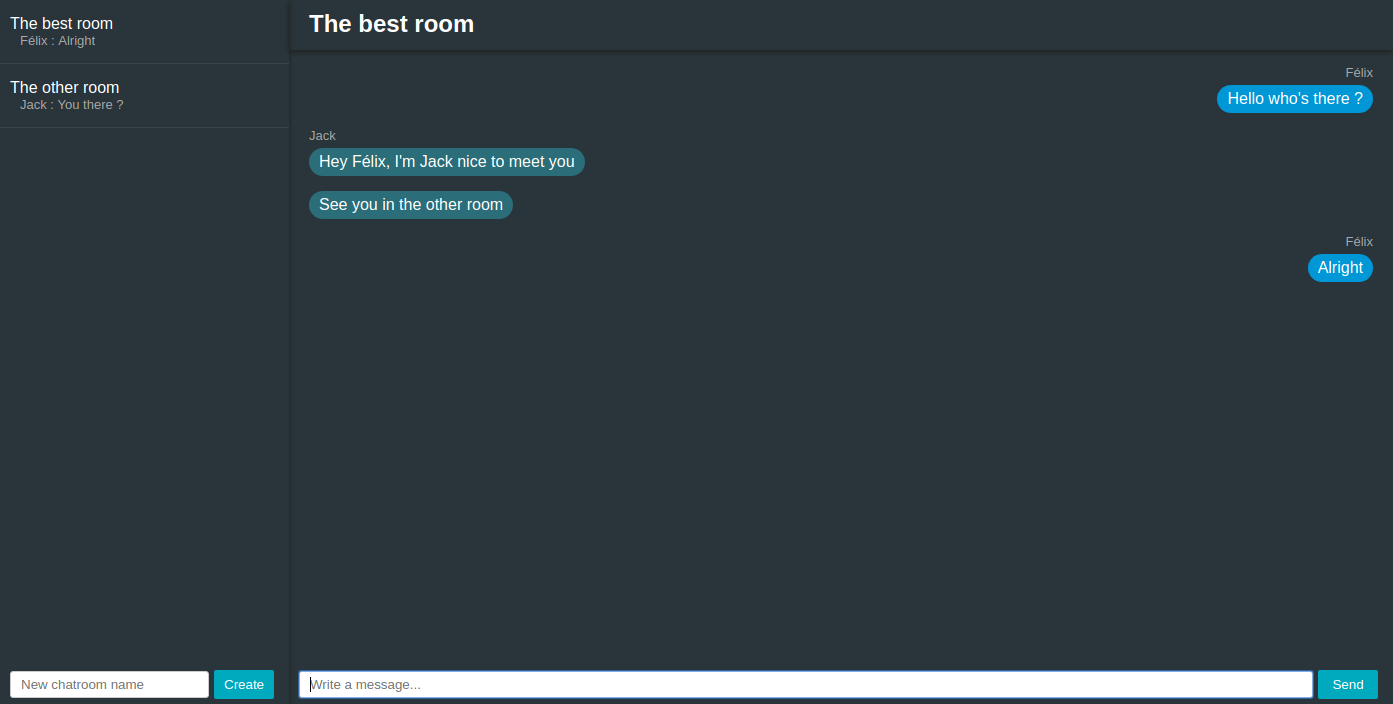 The best room
Félix : Alright
The other room
Jack : You there ?
New chatroom name
Create
The best room
Félix
Hello who's there ?
Jack
Hey Félix, I'm Jack nice to meet you
See you in the other room
Félix
Alright
Write a message...
Send